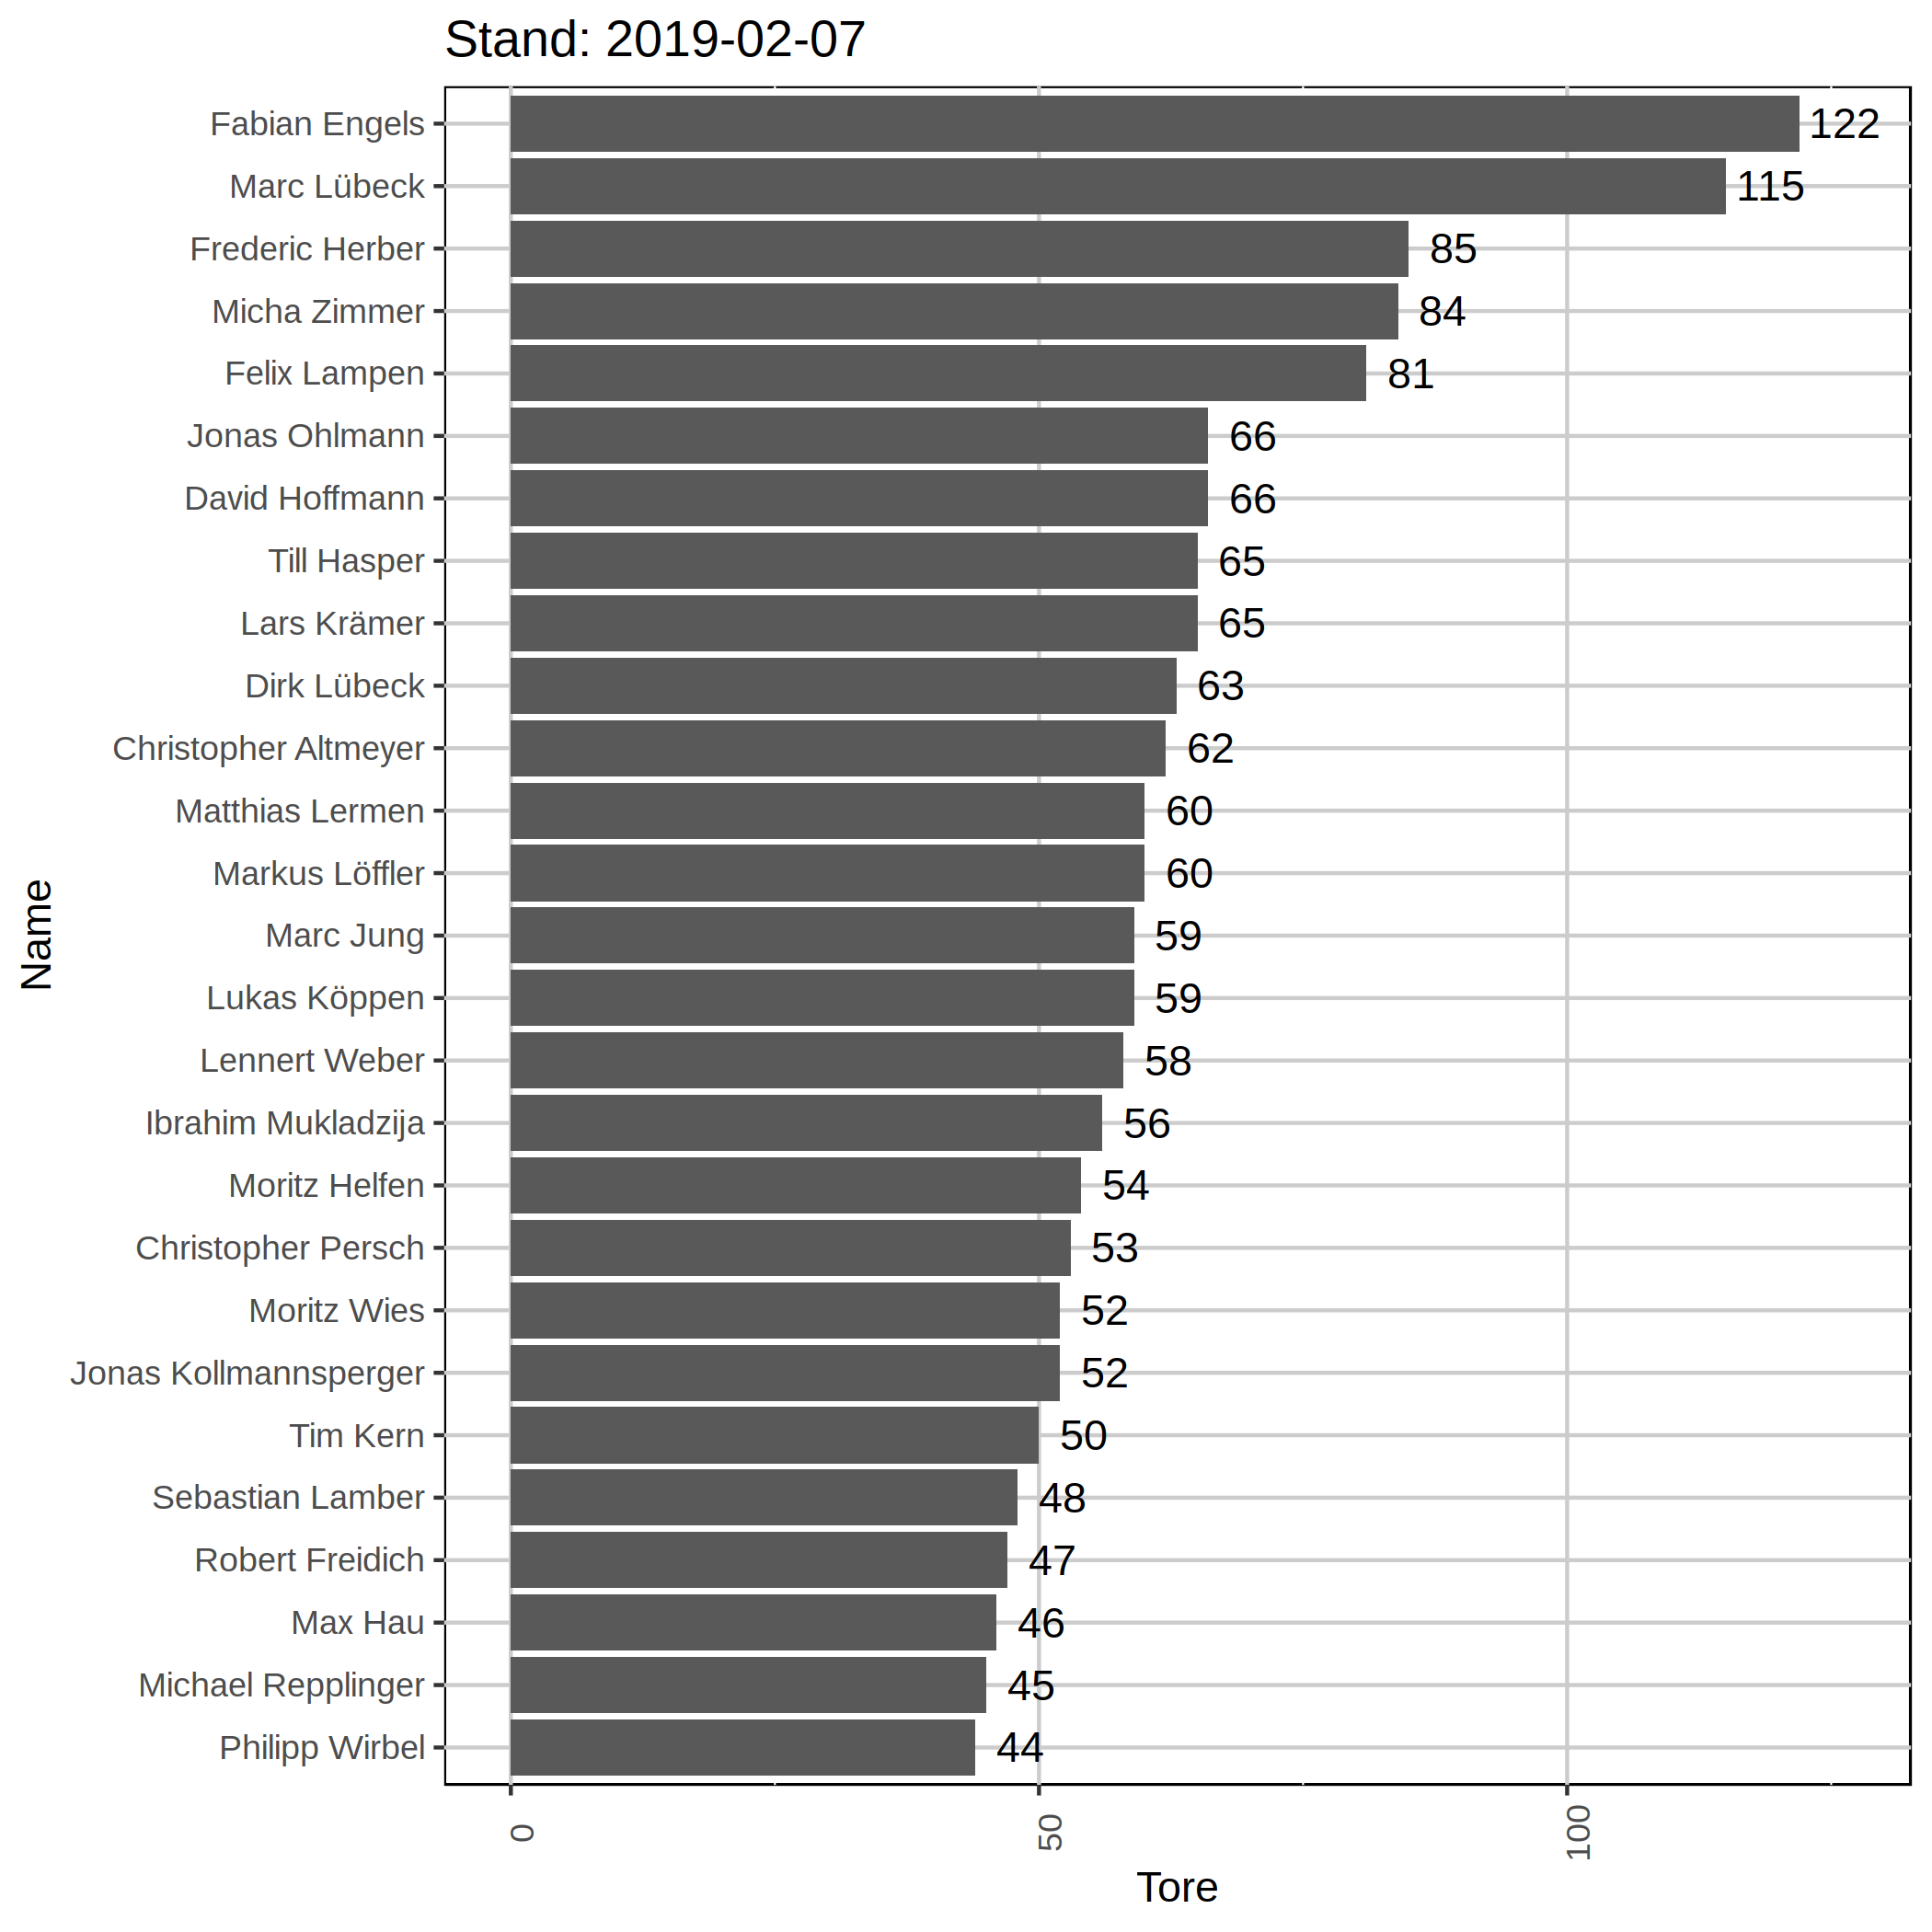 Stand: 2019-02-07
Fabian Engels 122
Marc Lübeck 115
Frederic Herber 85
Micha Zimmer 84
Felix Lampen 81
Jonas Ohlmann 66
David Hoffmann 66
Till Hasper 65
Lars Krämer 65
Dirk Lübeck 63
Christopher Altmeyer 62
Matthias Lermen 60
Markus Löffler 60
Marc Jung 59
Lukas Köppen 59
Lennert Weber 58
Ibrahim Mukladzija 56
Moritz Helfen 54
Christopher Persch 53
Moritz Wies 52
Jonas Kollmannsperger 52
Tim Kern 50
Sebastian Lamber 48
Robert Freidich 47
Max Hau 46
Michael Repplinger 45
Philipp Wirbel 44
Name
0 50 100
Tore